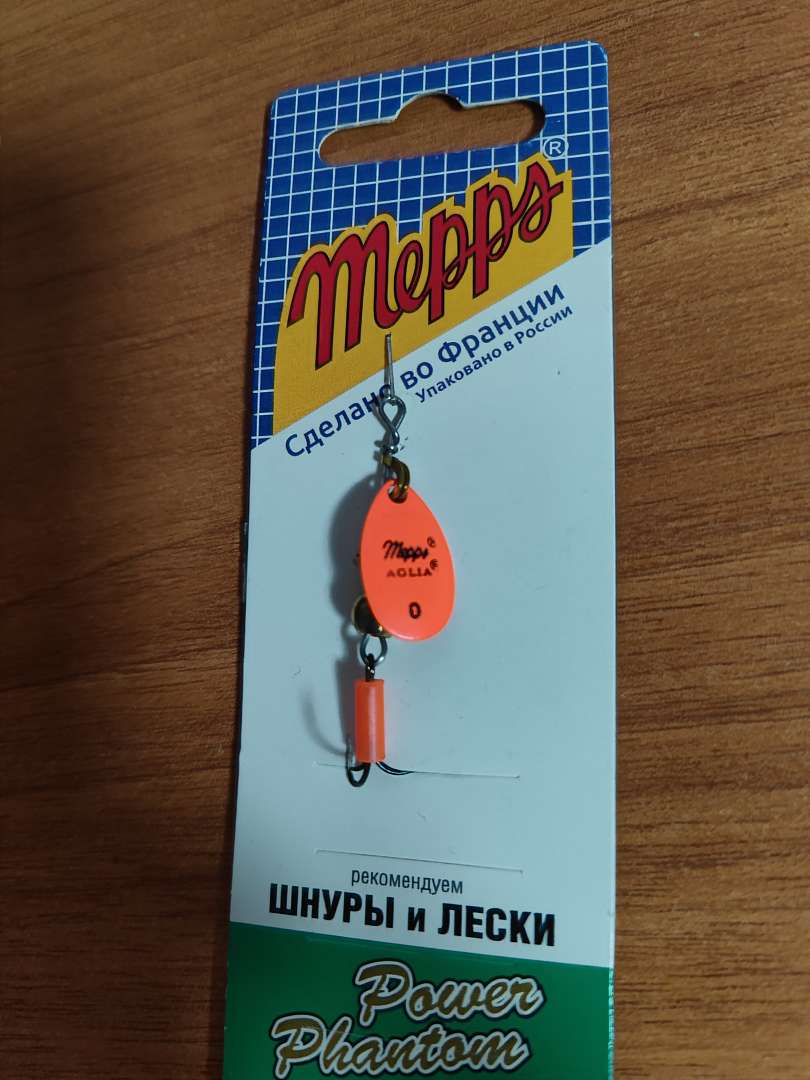 Mepps®
Сделано во Франции
Упаковано в России
Mepps®
AGLIA®
0
рекомендуем
ШНУРЫ и ЛЕСКИ
Power
Phantom